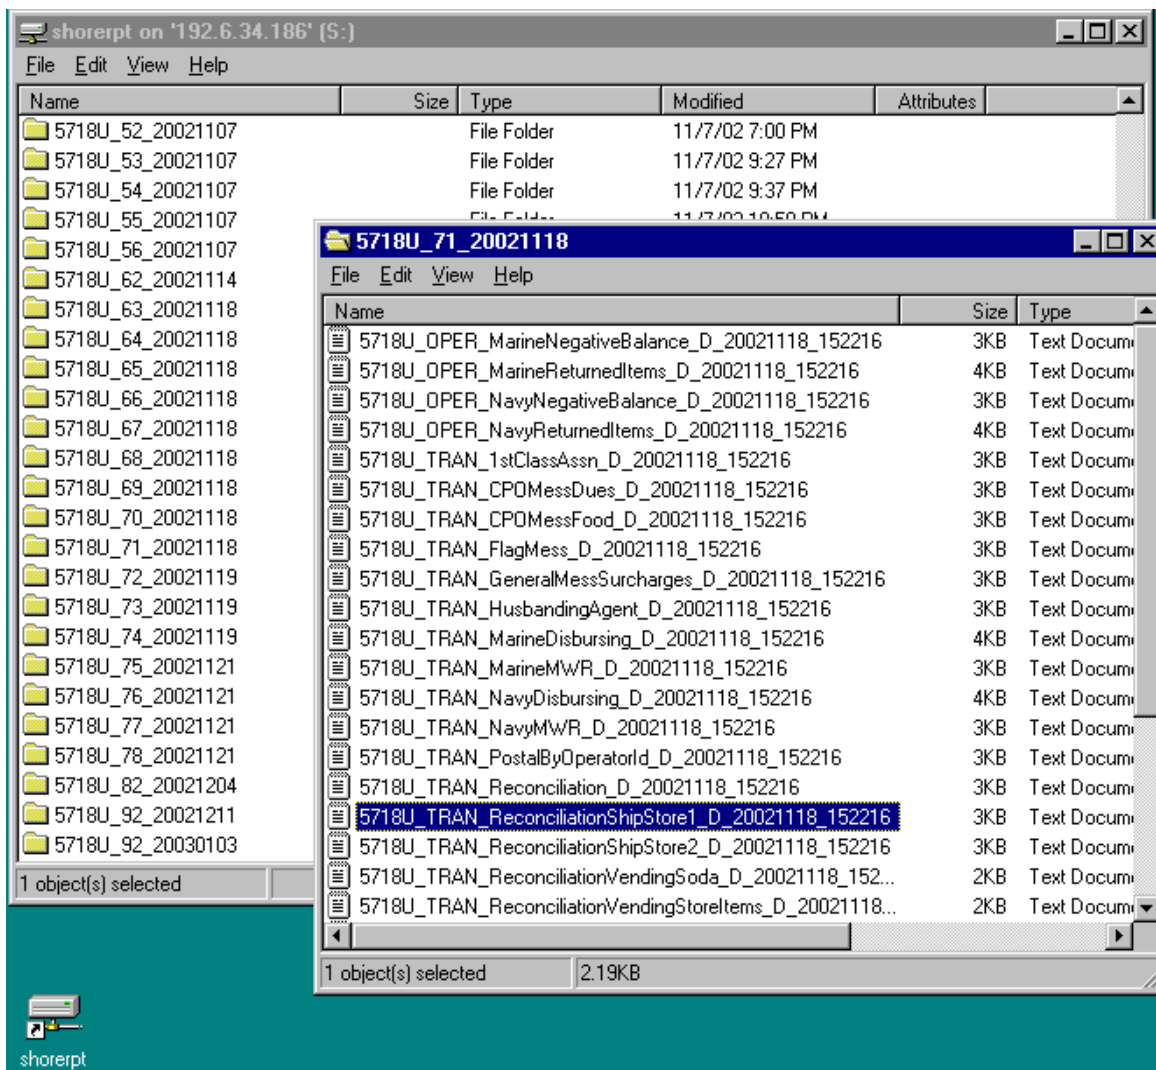 shorerpt on '192.6.34.186' (S:)
File Edit View Help
Name Size Type Modified Attributes
5718U_52_20021107 File Folder 11/7/02 7:00 PM
5718U_53_20021107 File Folder 11/7/02 9:27 PM
5718U_54_20021107 File Folder 11/7/02 9:37 PM
5718U_55_20021107 File Folder 11/7/02 10:50 PM
5718U_56_20021107
5718U_62_20021114
5718U_63_20021118
5718U_64_20021118
5718U_65_20021118
5718U_66_20021118
5718U_67_20021118
5718U_68_20021118
5718U_69_20021118
5718U_70_20021118
5718U_71_20021118
5718U_72_20021119
5718U_73_20021119
5718U_74_20021119
5718U_75_20021121
5718U_76_20021121
5718U_77_20021121
5718U_78_20021121
5718U_82_20021204
5718U_92_20021211
5718U_92_20030103
1 object(s) selected
5718U_71_20021118
File Edit View Help
Name Size Type
5718U_OPER_MarineNegativeBalance_D_20021118_152216 3KB Text Docum
5718U_OPER_MarineReturnedItems_D_20021118_152216 4KB Text Docum
5718U_OPER_NavyNegativeBalance_D_20021118_152216 3KB Text Docum
5718U_OPER_NavyReturnedItems_D_20021118_152216 4KB Text Docum
5718U_TRAN_1stClassAssn_D_20021118_152216 3KB Text Docum
5718U_TRAN_CPOMessDues_D_20021118_152216 3KB Text Docum
5718U_TRAN_CPOMessFood_D_20021118_152216 3KB Text Docum
5718U_TRAN_FlagMess_D_20021118_152216 3KB Text Docum
5718U_TRAN_GeneralMessSurcharges_D_20021118_152216 3KB Text Docum
5718U_TRAN_HusbandingAgent_D_20021118_152216 3KB Text Docum
5718U_TRAN_MarineDisbursing_D_20021118_152216 4KB Text Docum
5718U_TRAN_MarineMWR_D_20021118_152216 3KB Text Docum
5718U_TRAN_NavyDisbursing_D_20021118_152216 4KB Text Docum
5718U_TRAN_NavyMWR_D_20021118_152216 3KB Text Docum
5718U_TRAN_PostalByOperatorId_D_20021118_152216 3KB Text Docum
5718U_TRAN_Reconciliation_D_20021118_152216 3KB Text Docum
5718U_TRAN_ReconciliationShipStore1_D_20021118_152216 3KB Text Docum
5718U_TRAN_ReconciliationShipStore2_D_20021118_152216 3KB Text Docum
5718U_TRAN_ReconciliationVendingSoda_D_20021118_152... 2KB Text Docum
5718U_TRAN_ReconciliationVendingStoreItems_D_20021118... 2KB Text Docum
1 object(s) selected 2.19KB
shorerpt